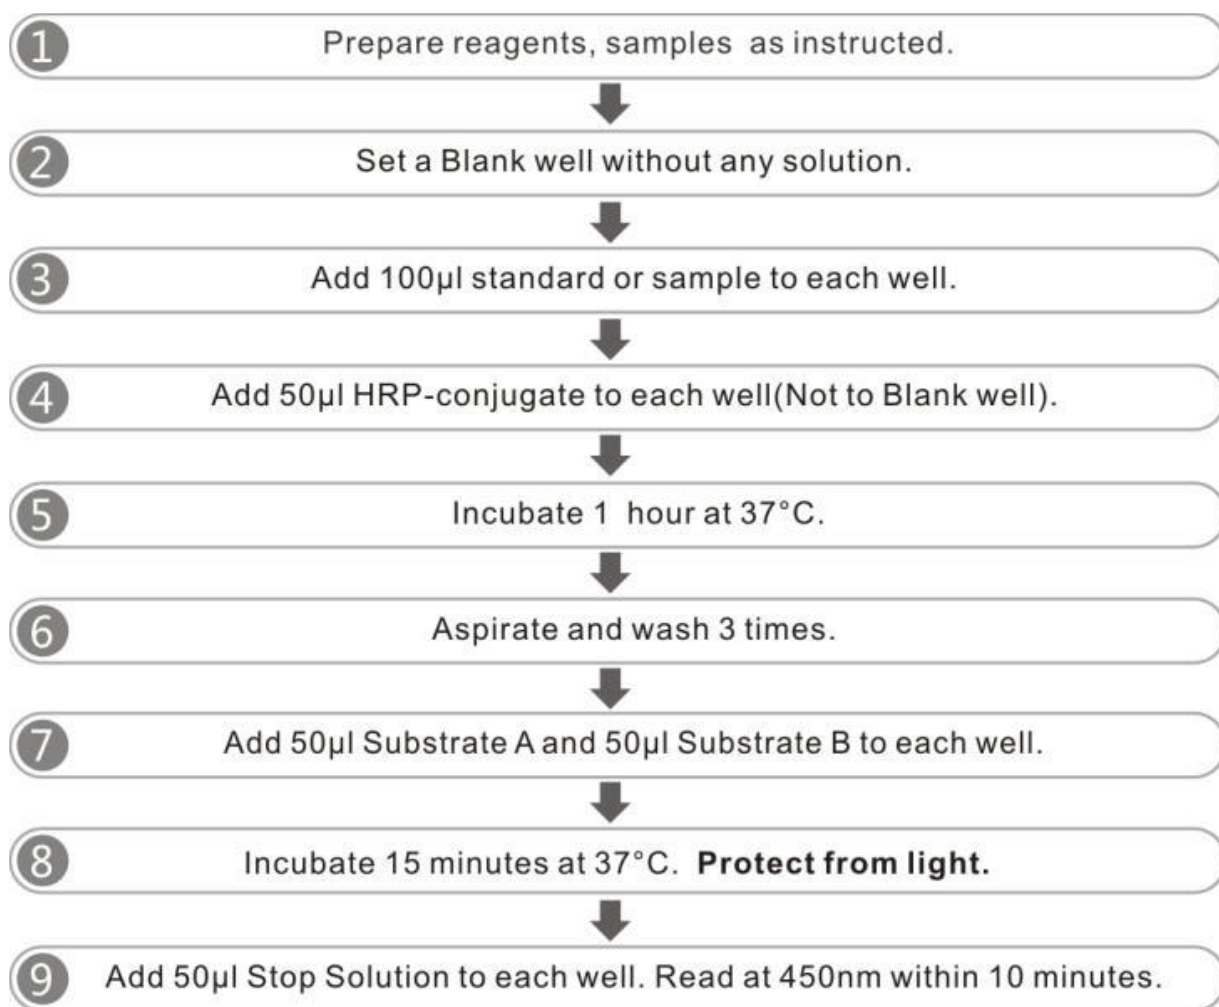 1 Prepare reagents, samples as instructed.
2 Set a Blank well without any solution.
3 Add 100µl standard or sample to each well.
4 Add 50µl HRP-conjugate to each well(Not to Blank well).
5 Incubate 1 hour at 37°C.
6 Aspirate and wash 3 times.
7 Add 50µl Substrate A and 50µl Substrate B to each well.
8 Incubate 15 minutes at 37°C. Protect from light.
9 Add 50µl Stop Solution to each well. Read at 450nm within 10 minutes.